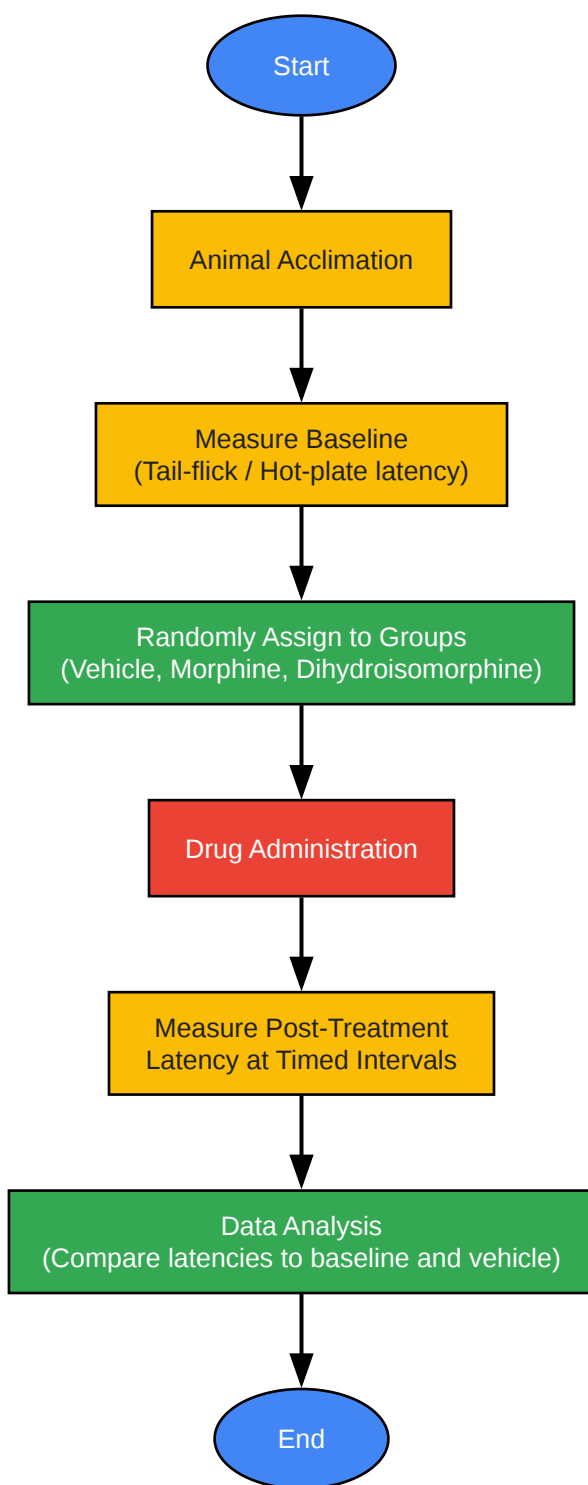 Start
Animal Acclimation
Measure Baseline
(Tail-flick / Hot-plate latency)
Randomly Assign to Groups
(Vehicle, Morphine, Dihydroisomorphine)
Drug Administration
Measure Post-Treatment
Latency at Timed Intervals
Data Analysis
(Compare latencies to baseline and vehicle)
End